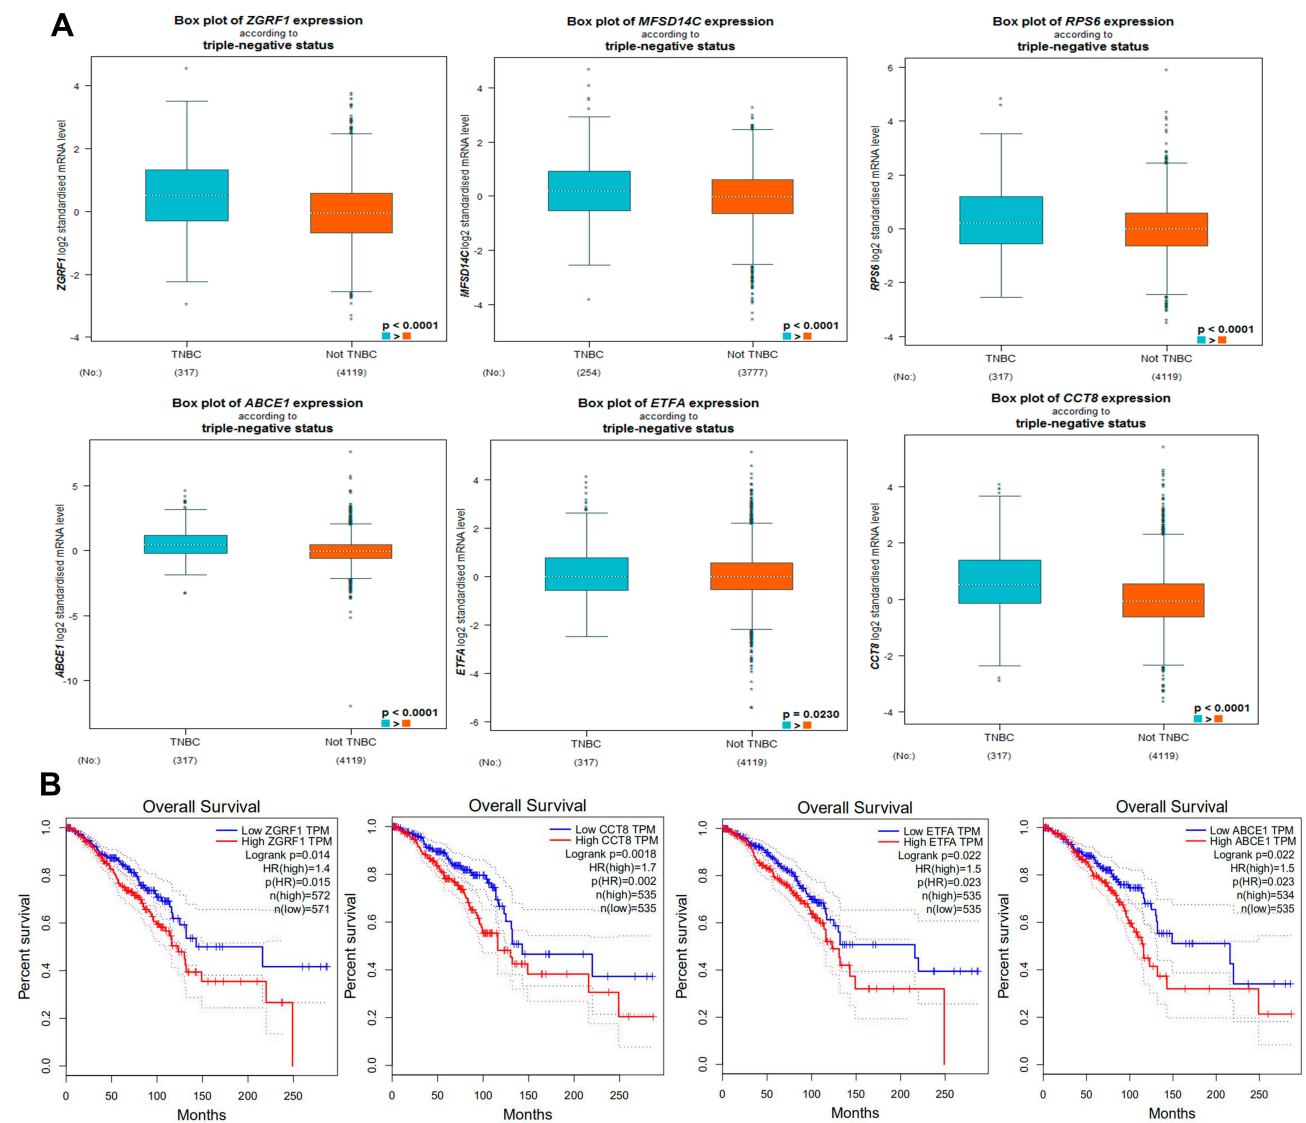 A
Box plot of ZGRF1 expression
according to
triple-negative status
ZGRF1 log2 standardised mRNA level
4
2
0
-2
-4
p < 0.0001
>
TNBC
Not TNBC
(No:)
(317)
(4119)
Box plot of MFSD14C expression
according to
triple-negative status
MFSD14C log2 standardised mRNA level
4
2
0
-2
-4
p < 0.0001
>
TNBC
Not TNBC
(No:)
(254)
(3777)
Box plot of RPS6 expression
according to
triple-negative status
RPS6 log2 standardised mRNA level
6
4
2
0
-2
-4
p < 0.0001
>
TNBC
Not TNBC
(No:)
(317)
(4119)
Box plot of ABCE1 expression
according to
triple-negative status
ABCE1 log2 standardised mRNA level
5
0
-5
-10
p < 0.0001
>
TNBC
Not TNBC
(No:)
(317)
(4119)
Box plot of ETFA expression
according to
triple-negative status
ETFA log2 standardised mRNA level
4
2
0
-2
-4
-6
p = 0.0230
>
TNBC
Not TNBC
(No:)
(317)
(4119)
Box plot of CCT8 expression
according to
triple-negative status
CCT8 log2 standardised mRNA level
4
2
0
-2
-4
p < 0.0001
>
TNBC
Not TNBC
(No:)
(317)
(4119)
B
Overall Survival
Low ZGRF1 TPM
High ZGRF1 TPM
Logrank p=0.014
HR(high)=1.4
p(HR)=0.015
n(high)=572
n(low)=571
Percent survival
1.0
0.8
0.6
0.4
0.2
0.0
0 50 100 150 200 250
Months
Overall Survival
Low CCT8 TPM
High CCT8 TPM
Logrank p=0.0018
HR(high)=1.7
p(HR)=0.002
n(high)=535
n(low)=535
Percent survival
1.0
0.8
0.6
0.4
0.2
0.0
0 50 100 150 200 250
Months
Overall Survival
Low ETFA TPM
High ETFA TPM
Logrank p=0.022
HR(high)=1.5
p(HR)=0.023
n(high)=535
n(low)=535
Percent survival
1.0
0.8
0.6
0.4
0.2
0.0
0 50 100 150 200 250
Months
Overall Survival
Low ABCE1 TPM
High ABCE1 TPM
Logrank p=0.022
HR(high)=1.5
p(HR)=0.023
n(high)=534
n(low)=535
Percent survival
1.0
0.8
0.6
0.4
0.2
0.0
0 50 100 150 200 250
Months